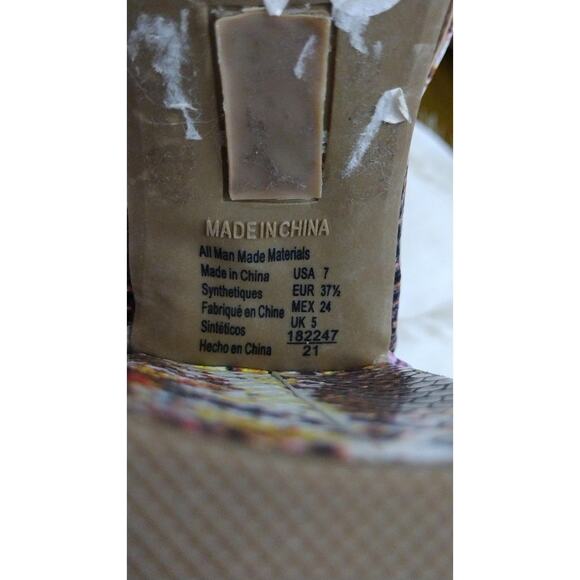 MADE IN CHINA
All Man Made Materials
Made in China USA 7
Synthetiques EUR 37½
Fabriqué en Chine MEX 24
Sintéticos UK 5
Hecho en China 182247
21